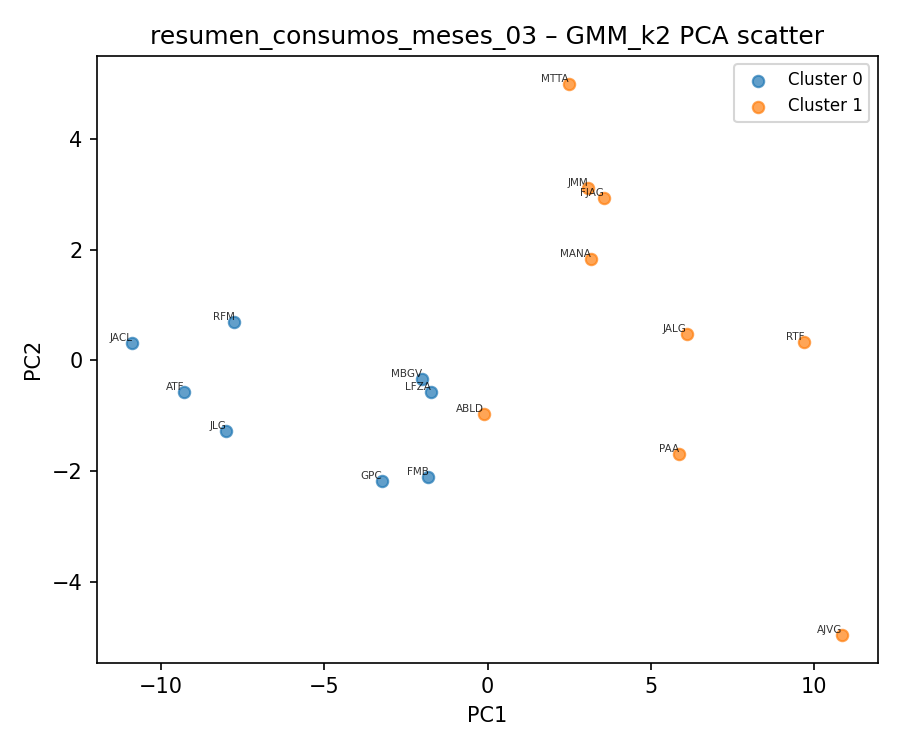 resumen_consumos_meses_03 – GMM_k2 PCA scatter
Cluster 0
Cluster 1
MTTA
JMM
FJAG
MANA
JALG
RTF
RFM
JACL
ATF
JLG
MBGV
LFZA
ABLD
GPC
FMB
PAA
AJVG
PC2
4
2
0
−2
−4
−10
−5
0
5
10
PC1